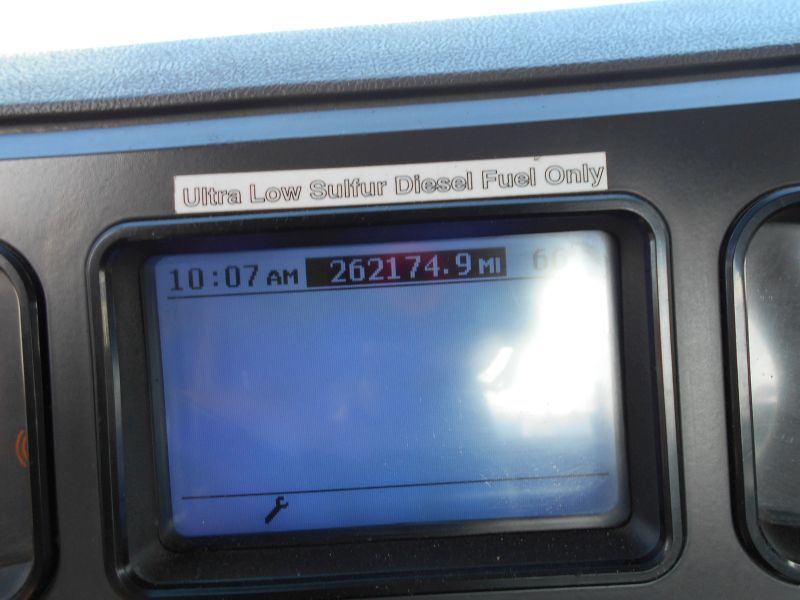 Ultra Low Sulfur Diesel Fuel Only
10:07 AM 262174.9 MI